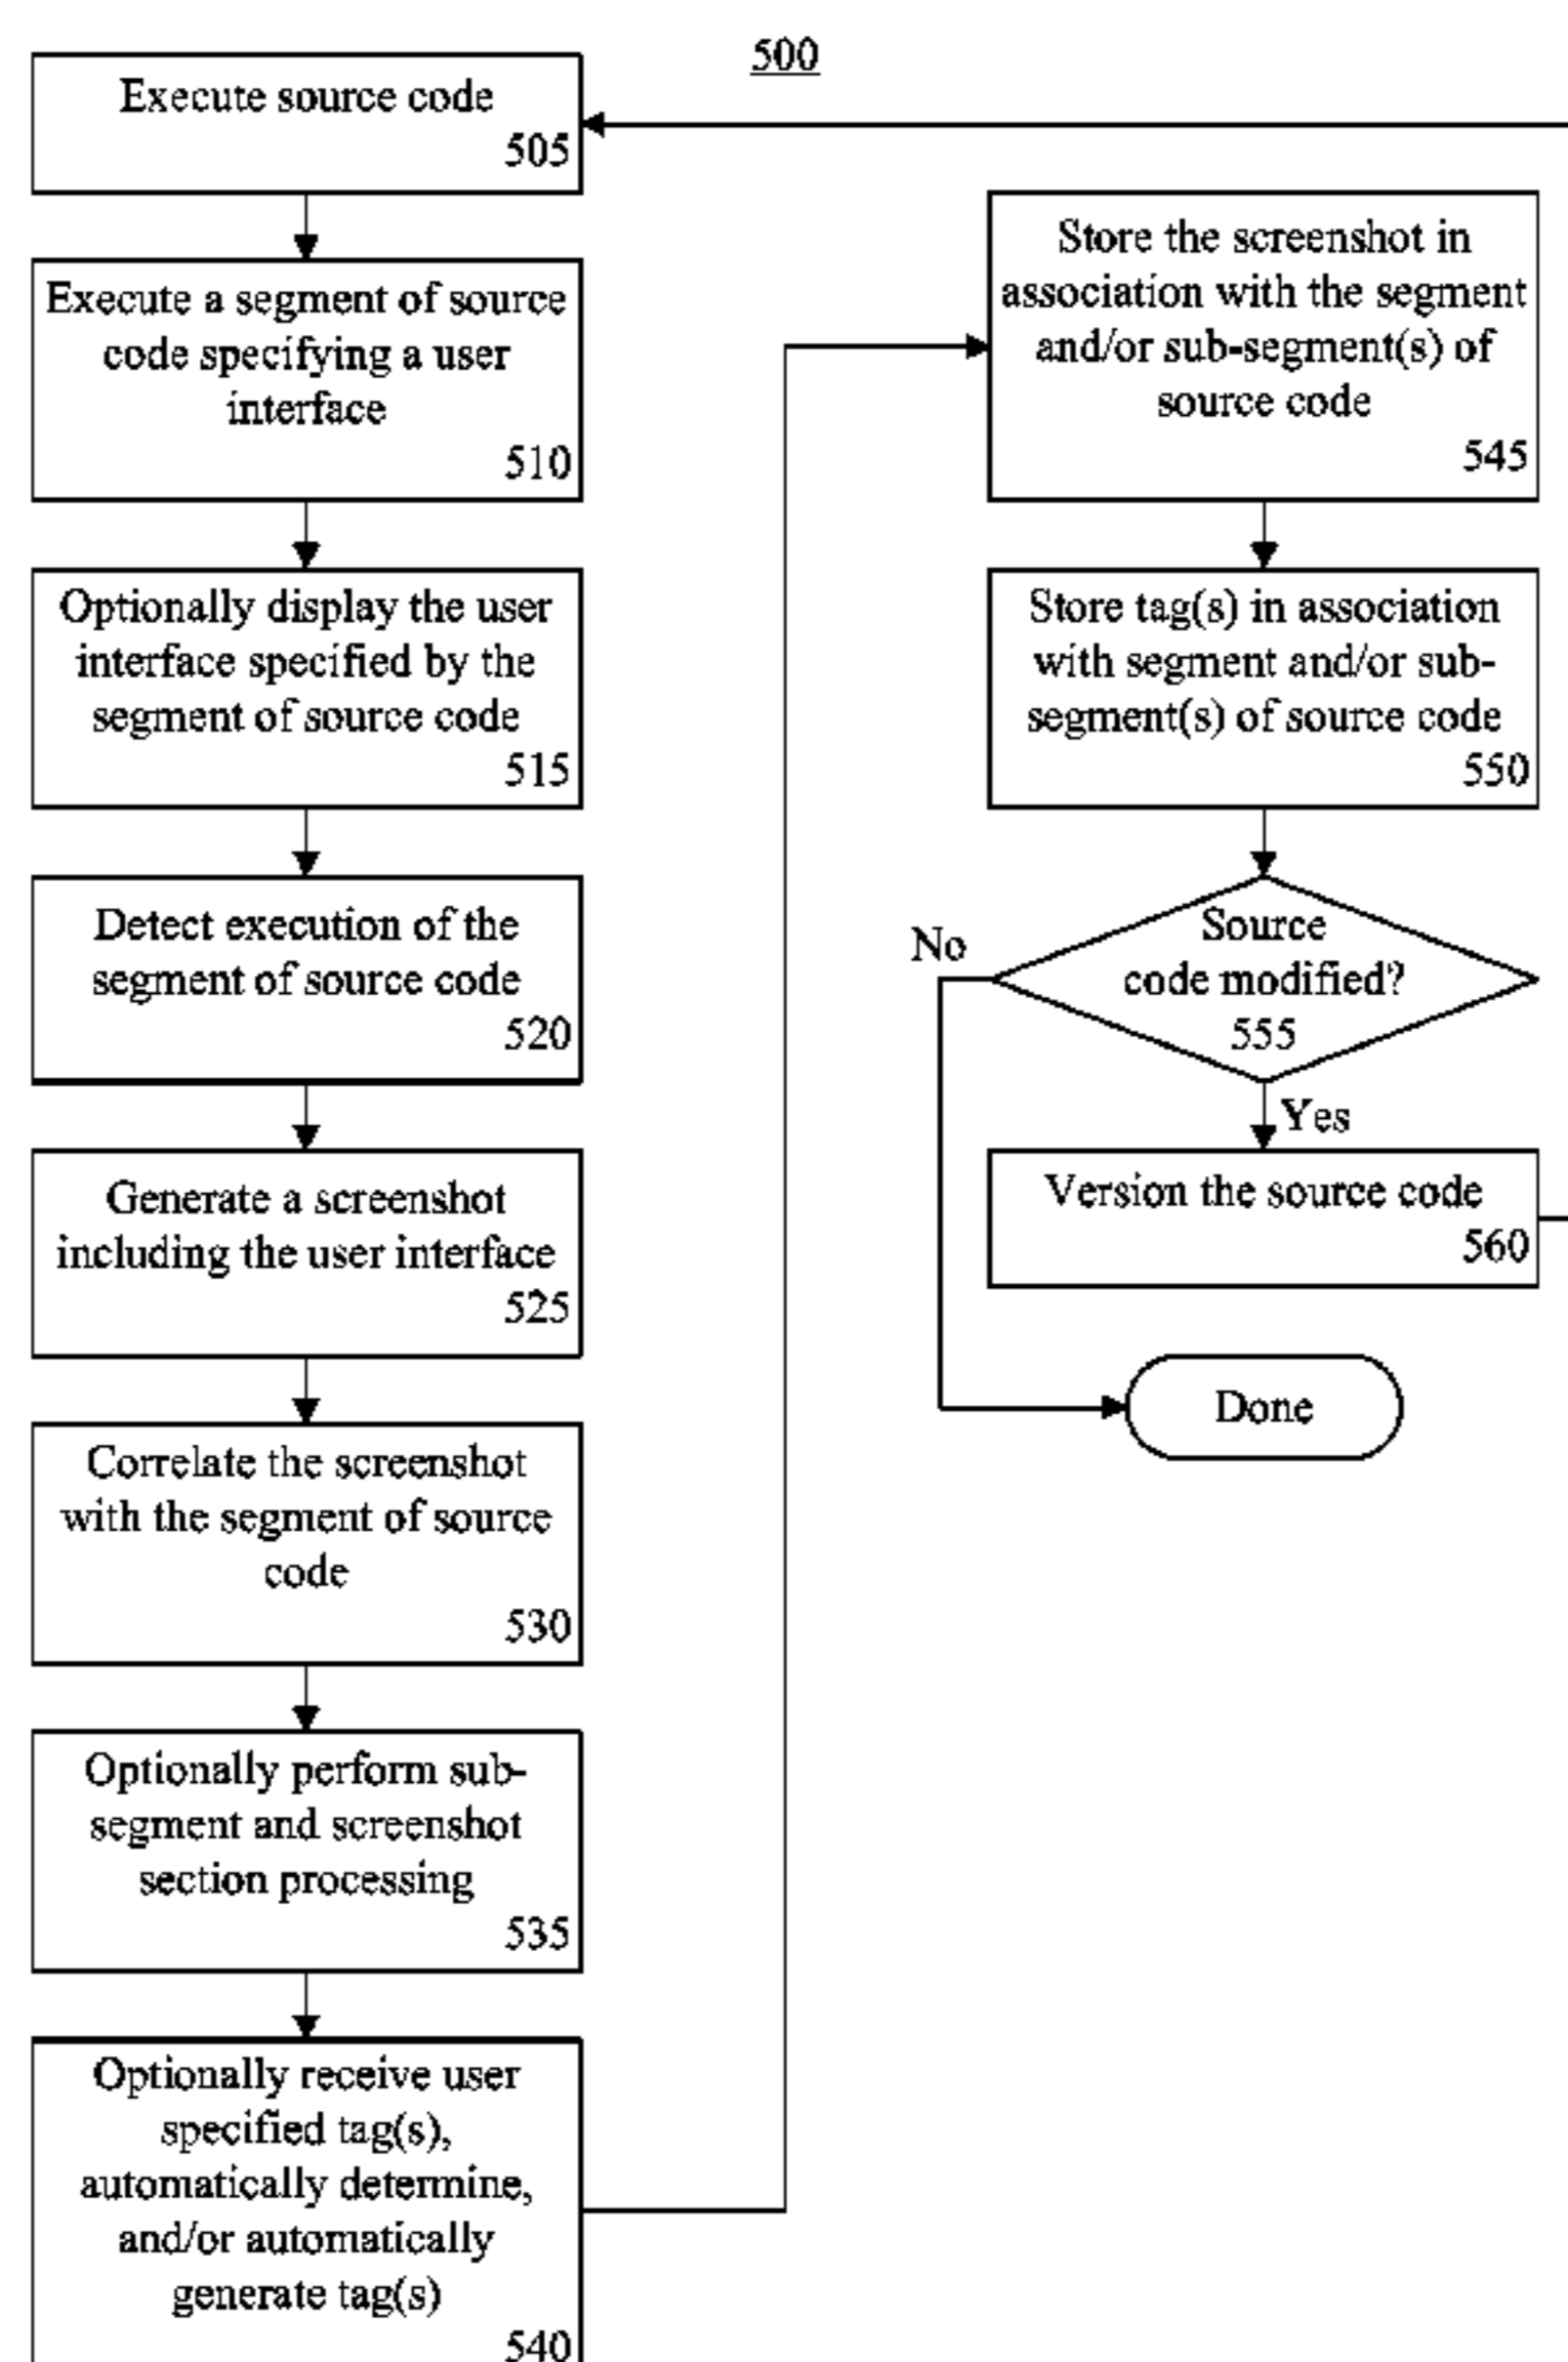 500
Execute source code
505
Execute a segment of source
code specifying a user
interface
510
Optionally display the user
interface specified by the
segment of source code
515
Detect execution of the
segment of source code
520
Generate a screenshot
including the user interface
525
Correlate the screenshot
with the segment of source
code
530
Optionally perform sub-
segment and screenshot
section processing
535
Optionally receive user
specified tag(s),
automatically determine,
and/or automatically
generate tag(s)
540
Store the screenshot in
association with the segment
and/or sub-segment(s) of
source code
545
Store tag(s) in association
with segment and/or sub-
segment(s) of source code
550
Source
code modified?
555
No
Yes
Version the source code
560
Done